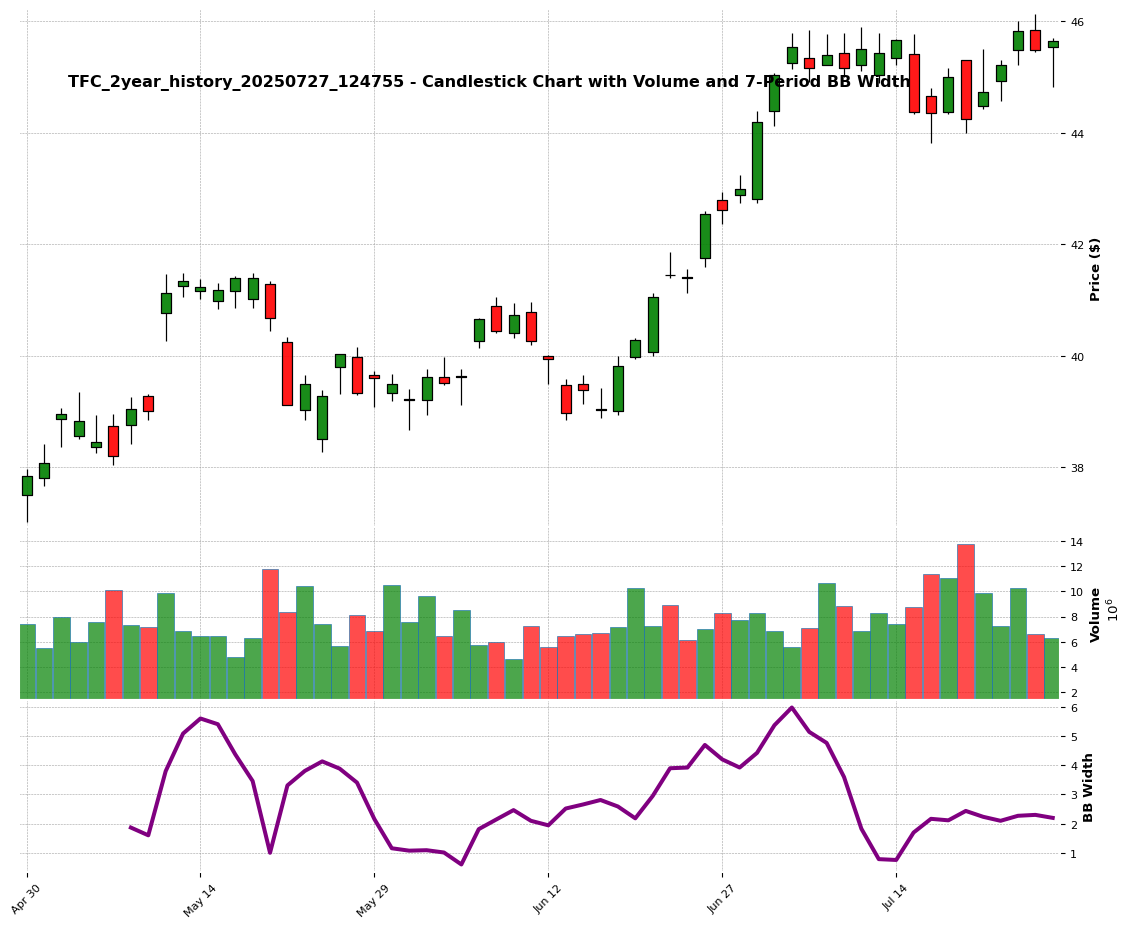 TFC_2year_history_20250727_124755 - Candlestick Chart with Volume and 7-Period BB Width
46
44
42
40
38
Price ($)
14
12
10
8
6
4
2
Volume
10^6
6
5
4
3
2
1
BB Width
Apr 30
May 14
May 29
Jun 12
Jun 27
Jul 14